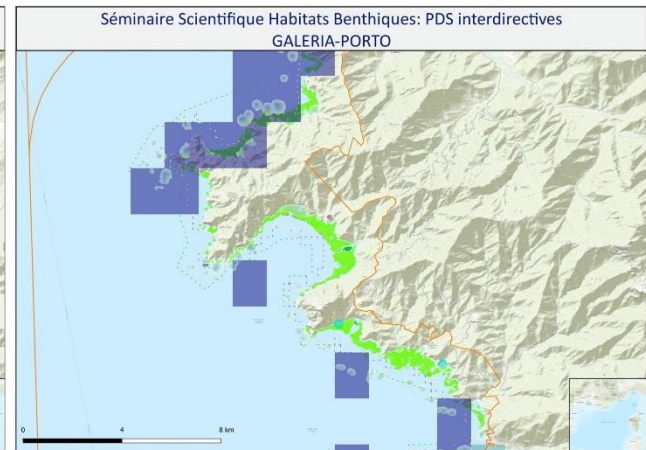 Séminaire Scientifique Habitats Benthiques: PDS interdirectives
GALERIA-PORTO
0 4 8 km